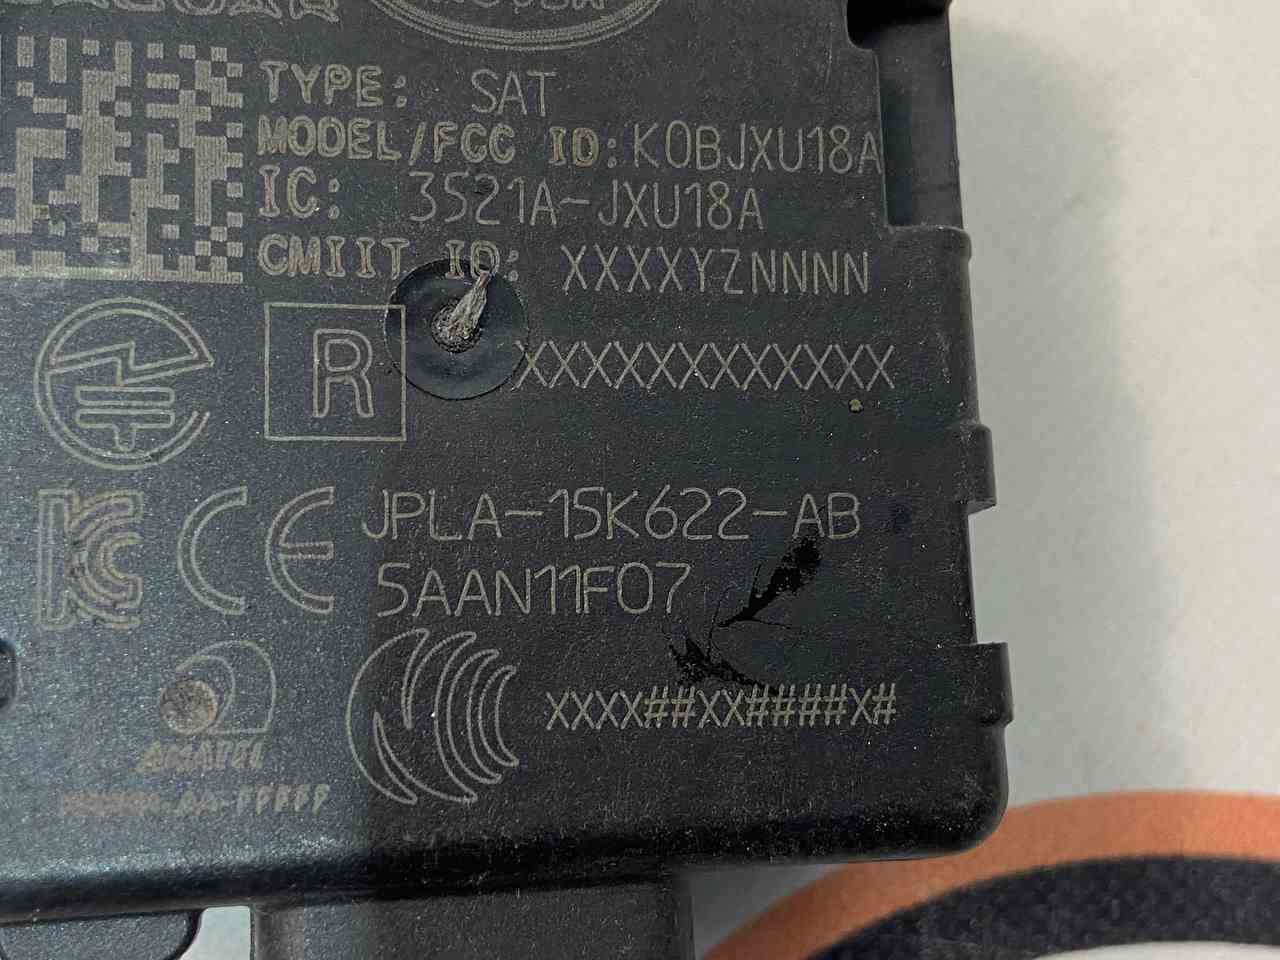 JAGUAR
TYPE: SAT
MODEL/FCC ID: K0BJXU18A
IC: 3521A-JXU18A
CMIIT ID: XXXXYZNNNN
R
XXXXXXXXXXXXX
JPLA-15K622-AB
5AAN11F07
XXXX##XX####X#